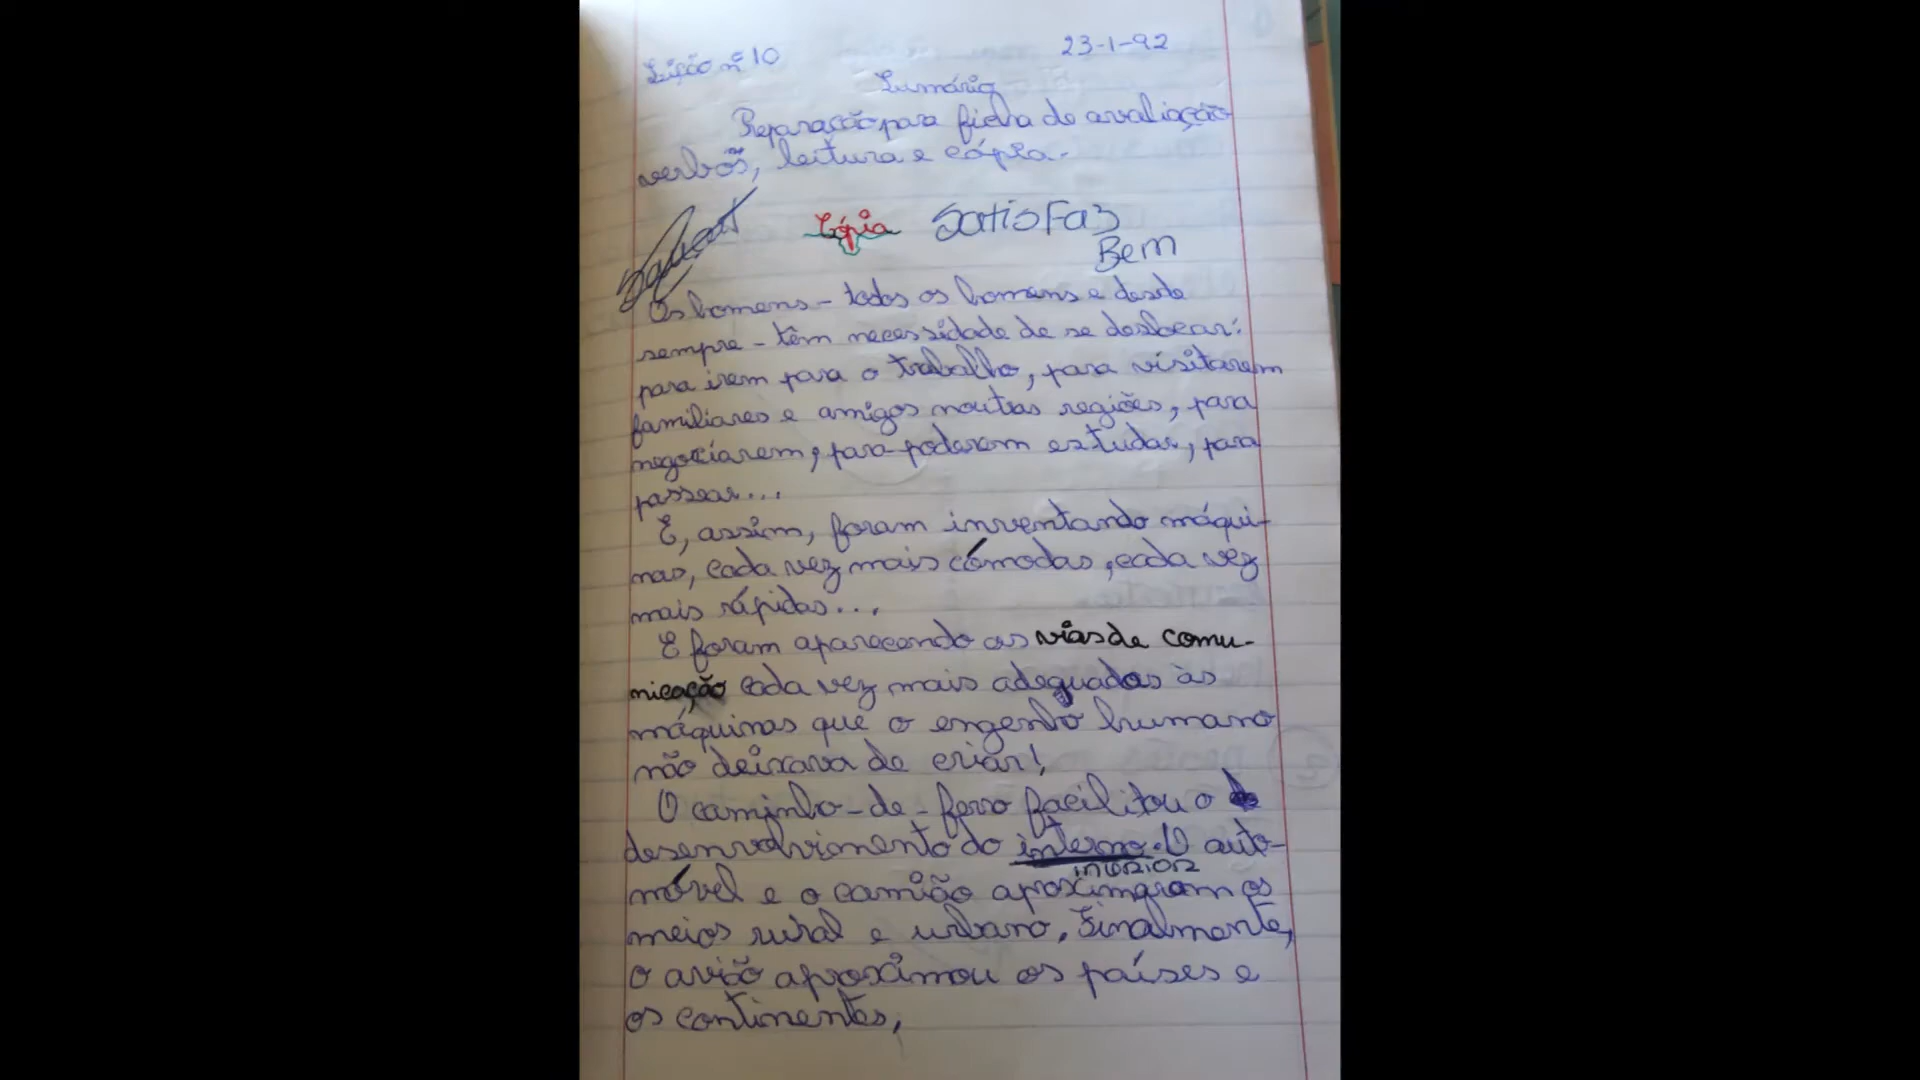 Lição nº 10 23-1-92
Sumário
Preparação para ficha de avaliação
verbos, leitura e cópia.
Cópia Satisfaz
Bem
Os homens - todos os homens e desde
sempre - têm necessidade de se deslocar:
para irem para o trabalho, para visitarem
familiares e amigos noutras regiões, para
negociarem, para poderem estudar, para
passear...
E, assim, foram inventando máqui-
nas, cada vez mais cómodas, cada vez
mais rápidas...
E foram aparecendo as vias de comu-
nicação cada vez mais adequadas às
máquinas que o engenho humano
não deixava de criar!
O caminho-de-ferro facilitou o
desenvolvimento do interno. O auto-
interior
móvel e o camião aproximaram os
meios rural e urbano. Finalmente,
o avião aproximou os países e
os continentes,